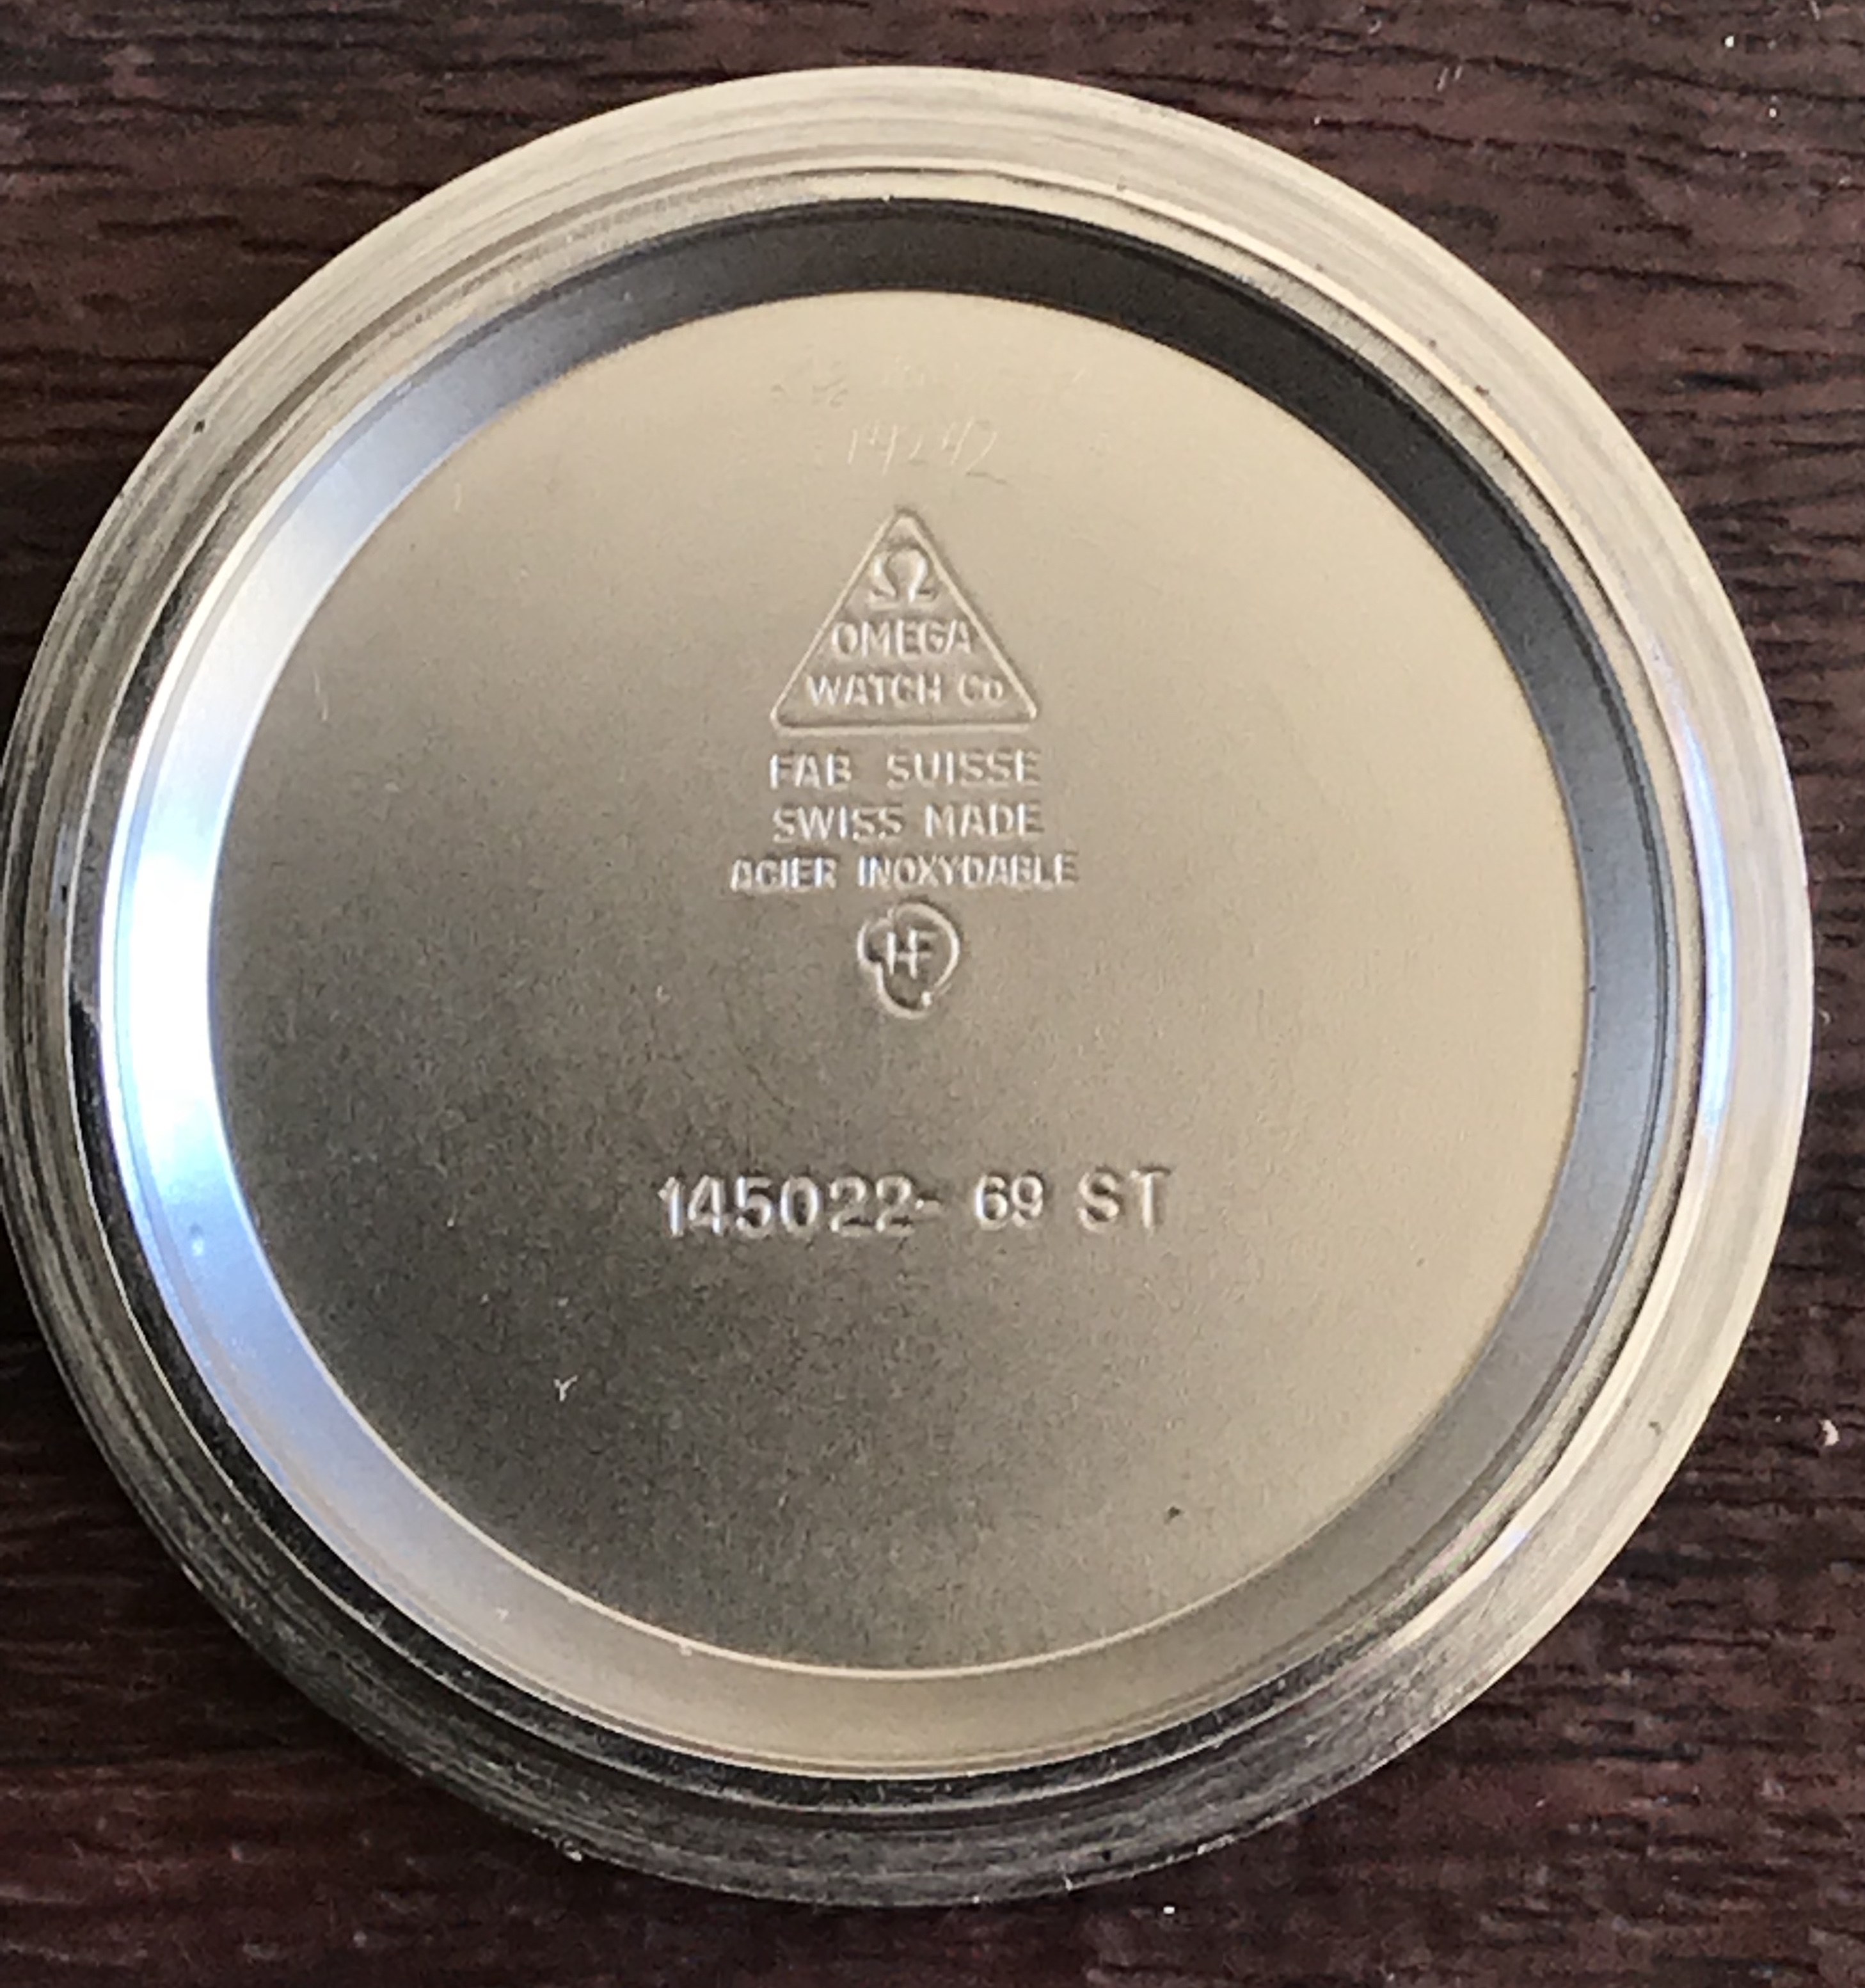 Ω
OMEGA
WATCH Co
FAB SUISSE
SWISS MADE
ACIER INOXYDABLE
HF
145022- 69 ST